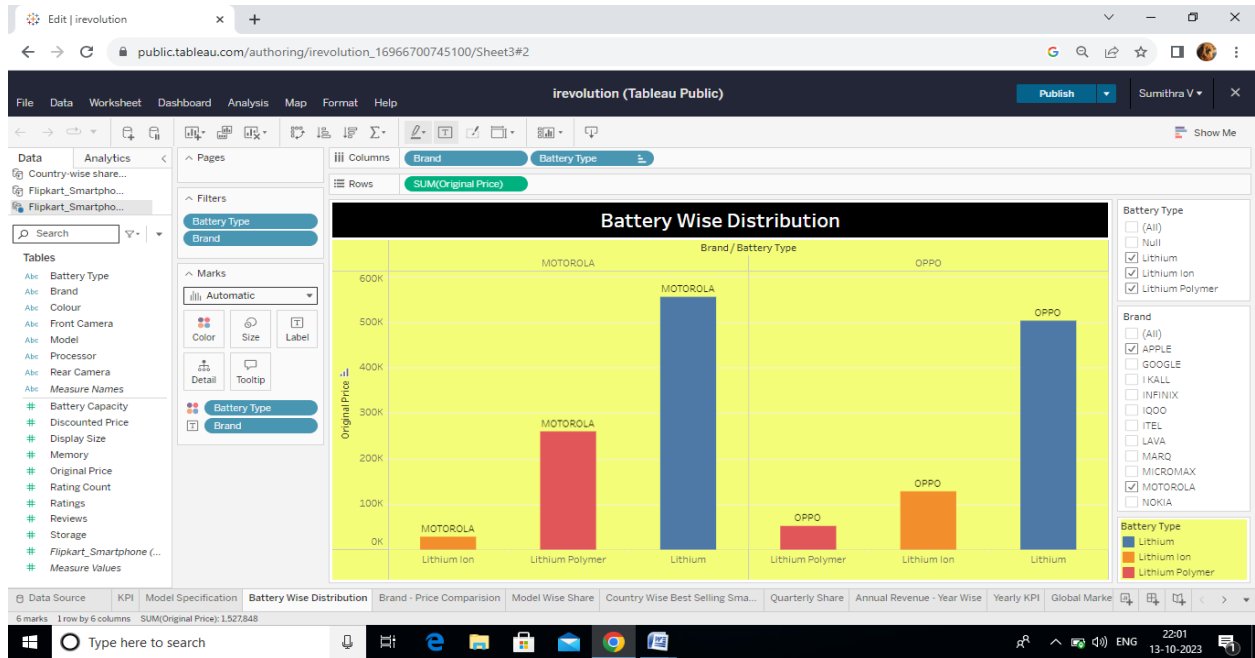 Edit | irevolution
public.tableau.com/authoring/irevolution_16966700745100/Sheet3#2
File Data Worksheet Dashboard Analysis Map Format Help
irevolution (Tableau Public)
Publish
Sumithra V
Show Me
Data Analytics
Country-wise share...
Flipkart_Smartpho...
Flipkart_Smartpho...
Search
Tables
Abc Battery Type
Abc Brand
Abc Colour
Abc Front Camera
Abc Model
Abc Processor
Abc Rear Camera
Abc Measure Names
# Battery Capacity
# Discounted Price
# Display Size
# Memory
# Original Price
# Rating Count
# Ratings
# Reviews
# Storage
# Flipkart_Smartphone (...
# Measure Values
Pages
Filters
Battery Type
Brand
Marks
Automatic
Color Size Label
Detail Tooltip
Battery Type
Brand
Columns Brand Battery Type
Rows SUM(Original Price)
Battery Wise Distribution
Brand / Battery Type
MOTOROLA OPPO
Original Price
600K
500K
400K
300K
200K
100K
0K
MOTOROLA
MOTOROLA
MOTOROLA
OPPO
OPPO
OPPO
Lithium Ion Lithium Polymer Lithium Lithium Polymer Lithium Ion Lithium
Battery Type
(All)
Null
Lithium
Lithium Ion
Lithium Polymer
Brand
(All)
APPLE
GOOGLE
I KALL
INFINIX
IQOO
ITEL
LAVA
MARQ
MICROMAX
MOTOROLA
NOKIA
Battery Type
Lithium
Lithium Ion
Lithium Polymer
Data Source KPI Model Specification Battery Wise Distribution Brand - Price Comparision Model Wise Share Country Wise Best Selling Sma... Quarterly Share Annual Revenue - Year Wise Yearly KPI Global Marke
6 marks 1 row by 6 columns SUM(Original Price): 1,527,848
Type here to search
ENG
22:01
13-10-2023